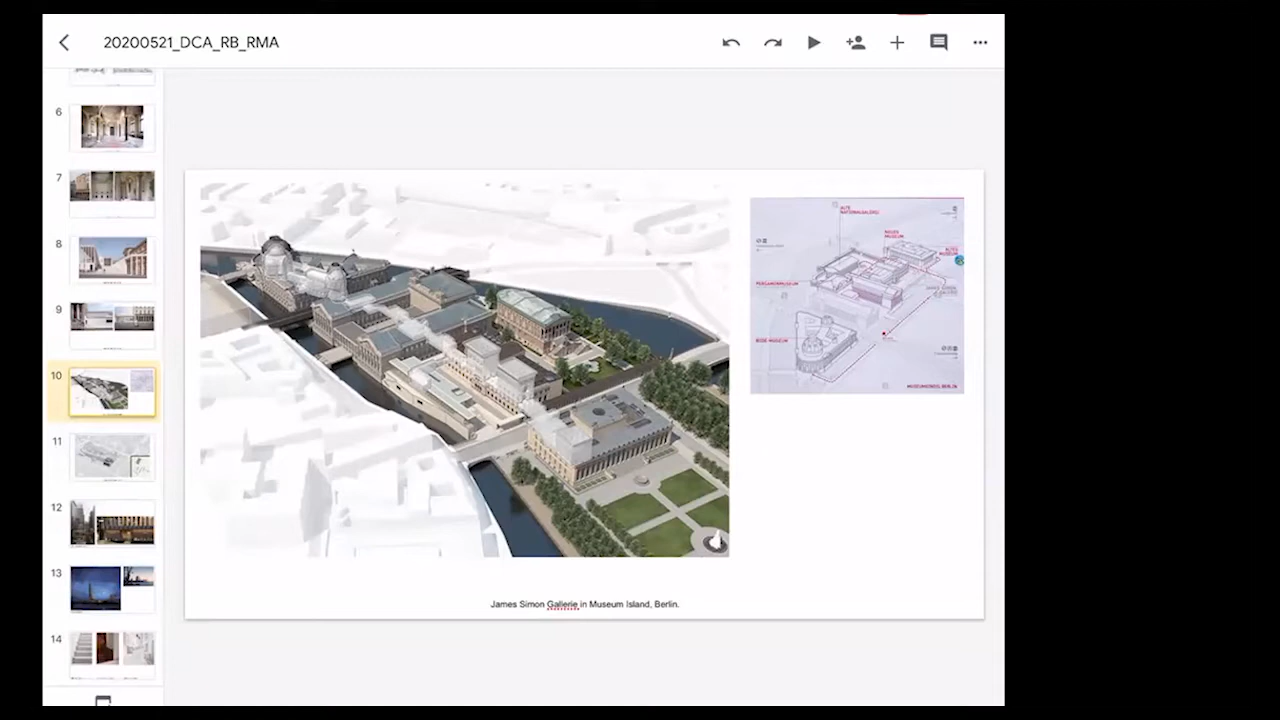 20200521_DCA_RB_RMA
6
7
8
9
10
11
12
13
14
ALTE
NATIONALGALERIE
NEUES
MUSEUM
ALTES
MUSEUM
PERGAMONMUSEUM
BODE-MUSEUM
MUSEUMSINSEL BERLIN
James Simon Gallerie in Museum Island, Berlin.